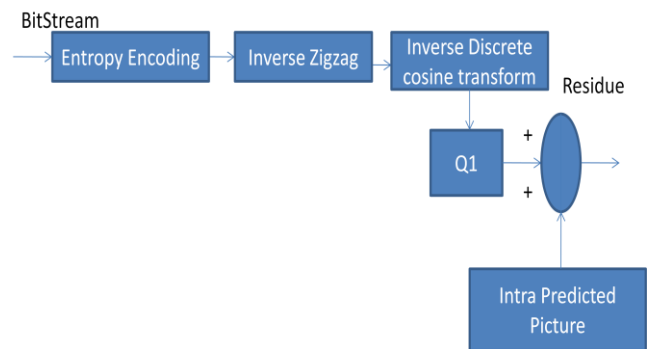 BitStream
Entropy Encoding
Inverse Zigzag
Inverse Discrete
cosine transform
Residue
Q1
+
+
Intra Predicted
Picture